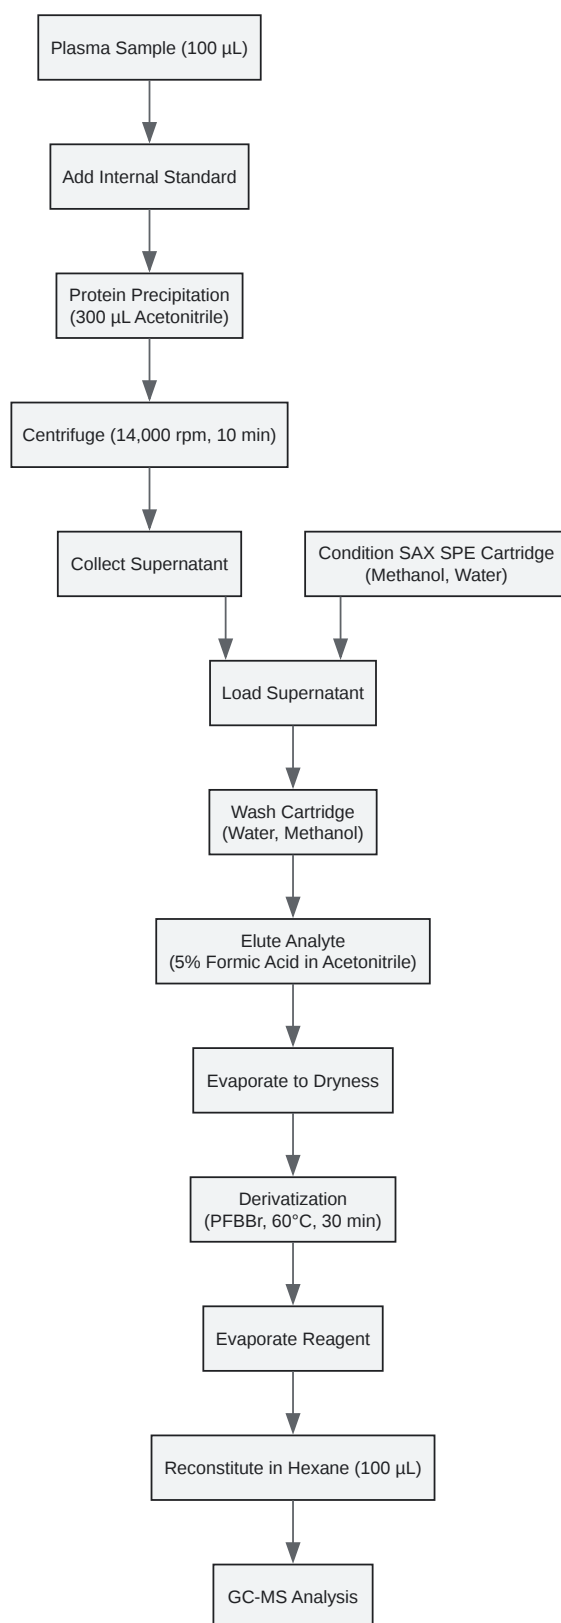 Plasma Sample (100 µL)
Add Internal Standard
Protein Precipitation
(300 µL Acetonitrile)
Centrifuge (14,000 rpm, 10 min)
Collect Supernatant
Condition SAX SPE Cartridge
(Methanol, Water)
Load Supernatant
Wash Cartridge
(Water, Methanol)
Elute Analyte
(5% Formic Acid in Acetonitrile)
Evaporate to Dryness
Derivatization
(PFBBr, 60°C, 30 min)
Evaporate Reagent
Reconstitute in Hexane (100 µL)
GC-MS Analysis